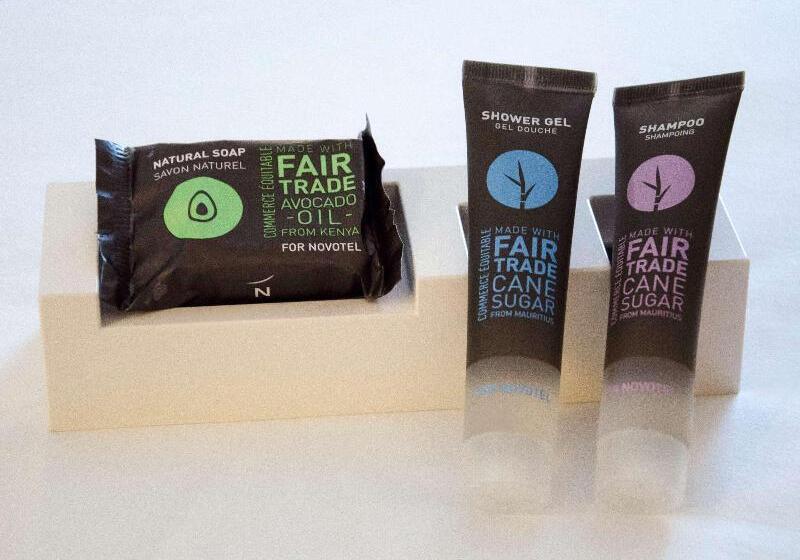 NATURAL SOAP
SAVON NATUREL
COMMERCE ÉQUITABLE
MADE WITH
FAIR
TRADE
AVOCADO
-OIL-
FROM KENYA
FOR NOVOTEL
N
SHOWER GEL
GEL DOUCHE
COMMERCE ÉQUITABLE
MADE WITH
FAIR
TRADE
CANE
SUGAR
FROM MAURITIUS
NOVOTEL
SHAMPOO
SHAMPOING
COMMERCE ÉQUITABLE
MADE WITH
FAIR
TRADE
CANE
SUGAR
FROM MAURITIUS
NOVOTEL